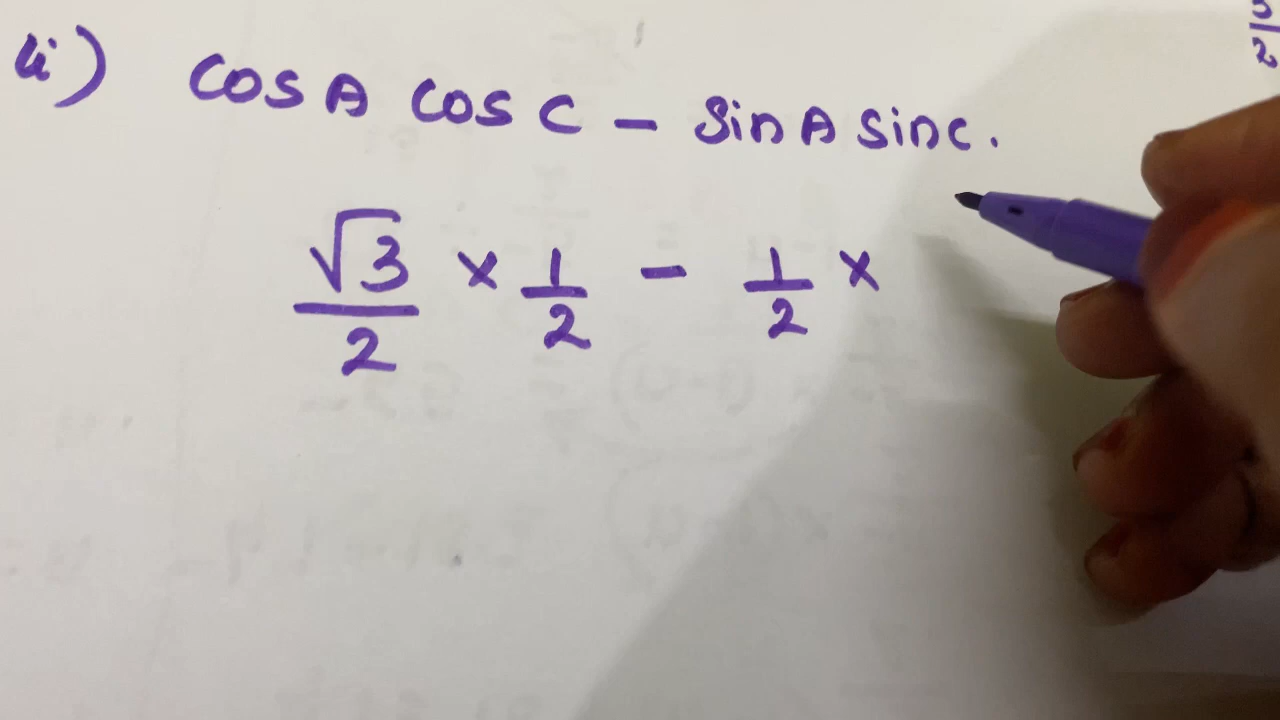 ii) cos A cos C - sin A sin C.
√3/2 × 1/2 - 1/2 ×